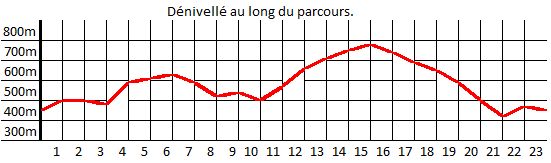 Dénivellé au long du parcours.
800m
700m
600m
500m
400m
300m
1 2 3 4 5 6 7 8 9 10 11 12 13 14 15 16 17 18 19 20 21 22 23